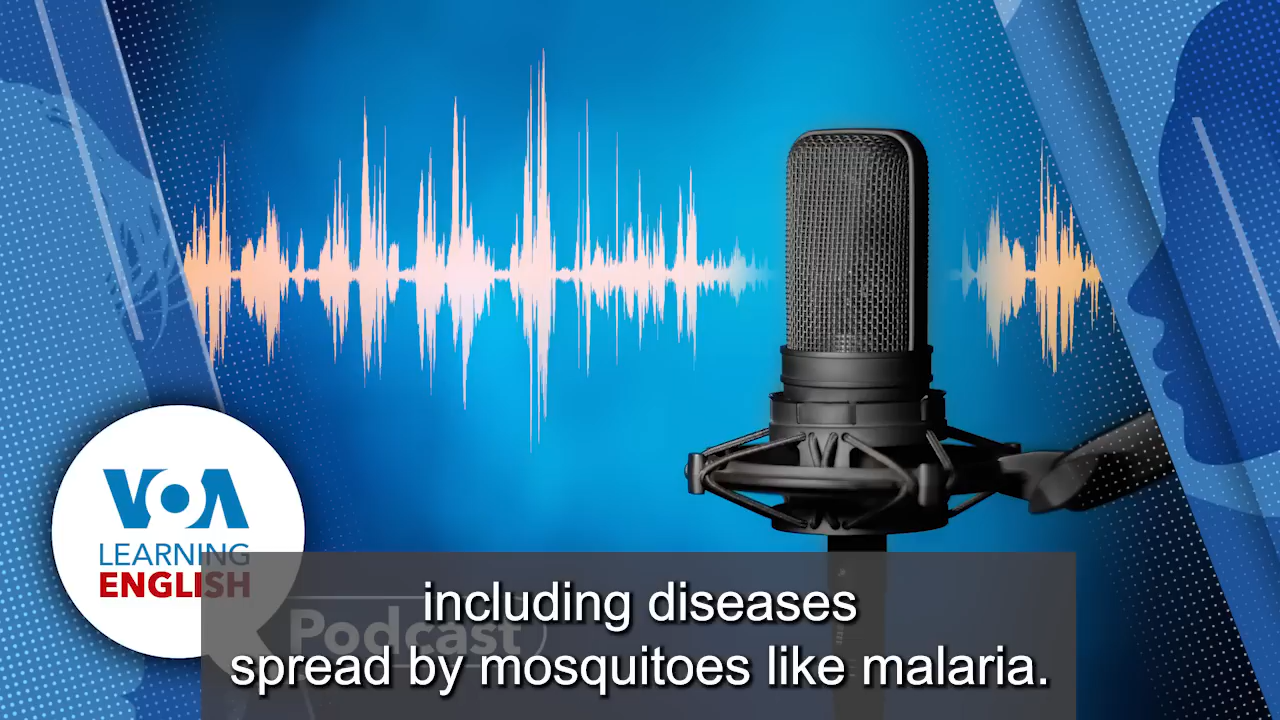 VOA
LEARNING
ENGLISH
Podcast
including diseases
spread by mosquitoes like malaria.